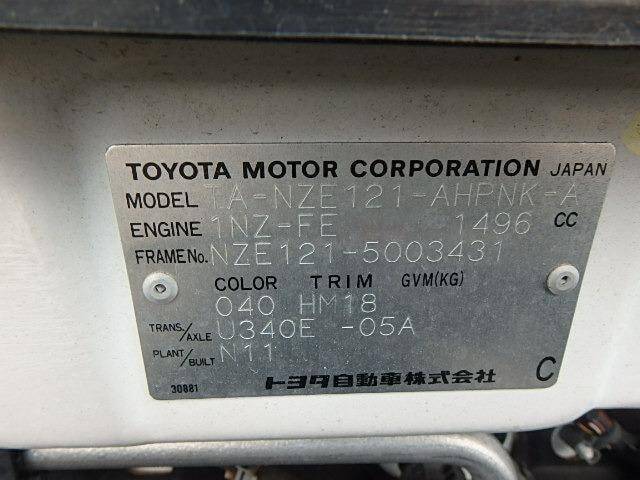 TOYOTA MOTOR CORPORATION JAPAN
MODEL TA-NZE121-AHPNK-A
ENGINE 1NZ-FE 1496 CC
FRAME No. NZE121-5003431
COLOR TRIM GVM(KG)
040 HM18
TRANS./AXLE U340E -05A
PLANT/BUILT N11
30881 トヨタ自動車株式会社 C